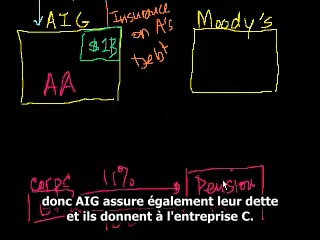 AIG
Insurance
on A's
Debt
Moody's
$1B
AA
corps
11%
Pension
donc AIG assure également leur dette
et ils donnent à l'entreprise C.